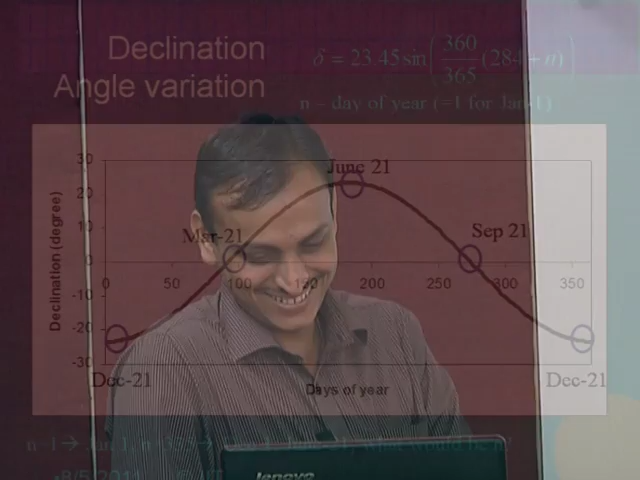 Declination
Angle variation
δ = 23.45 sin( 360/365 (284 + n) )
n – day of year (=1 for Jan-1)
30
June 21
20
Mar-21
Sep 21
10
0
0 50 100 150 200 250 300 350
-10
-20
-30
Declination (degree)
Dec-21
Dec-21
Days of year
lenovo